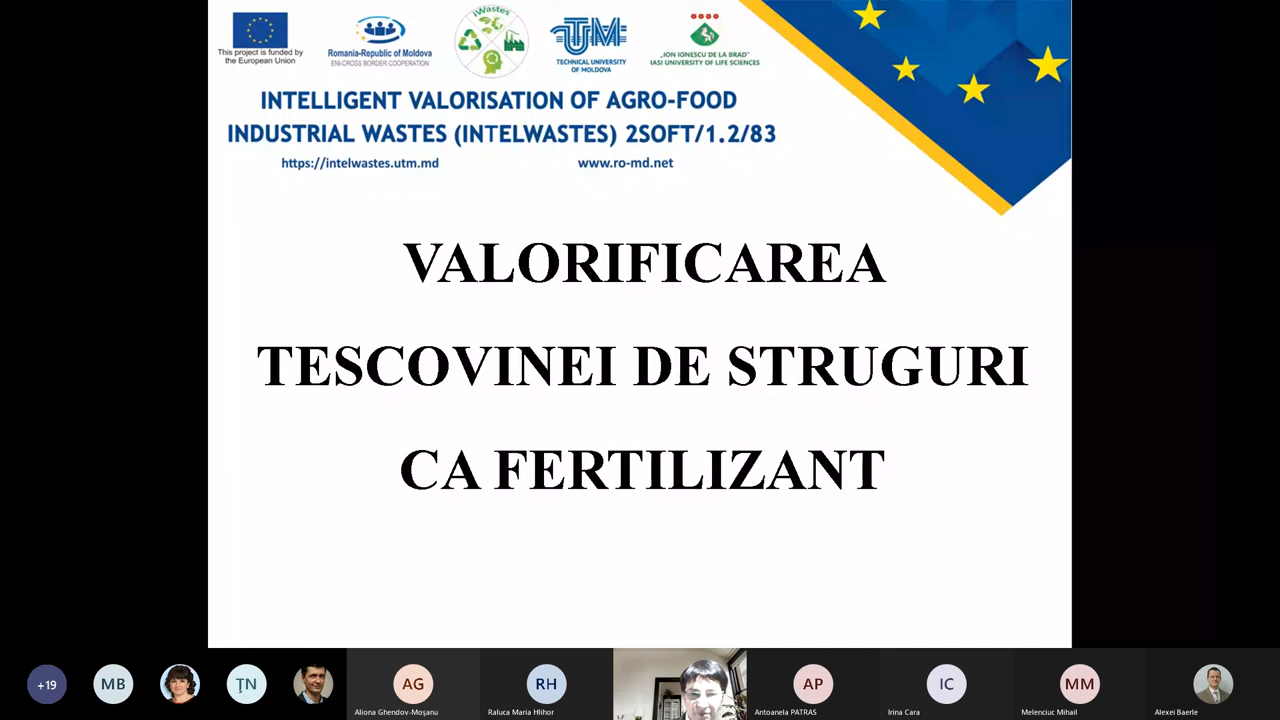 This project is funded by
the European Union
Romania-Republic of Moldova
ENI-CROSS BORDER COOPERATION
iWastes
UTM
TECHNICAL UNIVERSITY
OF MOLDOVA
„ION IONESCU DE LA BRAD"
IASI UNIVERSITY OF LIFE SCIENCES
INTELLIGENT VALORISATION OF AGRO-FOOD
INDUSTRIAL WASTES (INTELWASTES) 2SOFT/1.2/83
https://intelwastes.utm.md
www.ro-md.net
VALORIFICAREA
TESCOVINEI DE STRUGURI
CA FERTILIZANT
+19
MB
ŢN
AG
Aliona Ghendov-Moşanu
RH
Raluca Maria Hlihor
AP
Antoanela PATRAS
IC
Irina Cara
MM
Melenciuc Mihail
Alexei Baerle